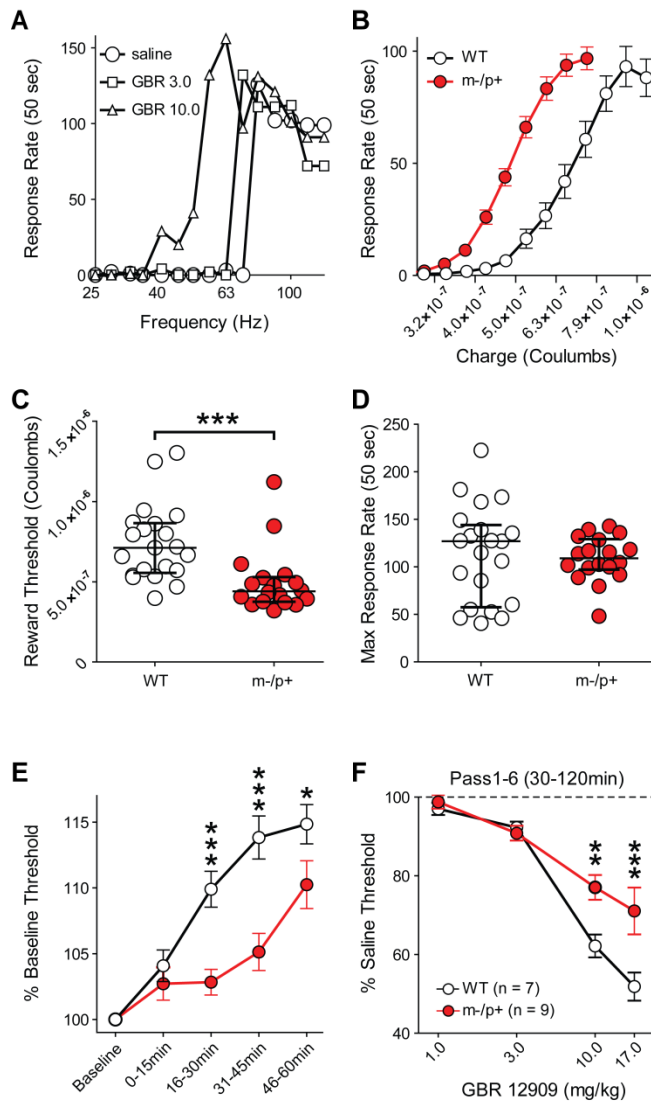 A
Response Rate (50 sec)
150
100
50
0
saline
GBR 3.0
GBR 10.0
25
40
63
100
Frequency (Hz)
B
Response Rate (50 sec)
100
50
0
WT
m-/p+
3.2×10⁻⁷
4.0×10⁻⁷
5.0×10⁻⁷
6.3×10⁻⁷
7.9×10⁻⁷
1.0×10⁻⁶
Charge (Coulumbs)
C
Reward Threshold (Coulombs)
1.5×10⁻⁶
1.0×10⁻⁶
5.0×10⁻⁷
0
***
WT
m-/p+
D
Max Response Rate (50 sec)
250
200
150
100
50
0
WT
m-/p+
E
% Baseline Threshold
115
110
105
100
***
***
*
Baseline
0-15min
16-30min
31-45min
46-60min
F
Pass1-6 (30-120min)
% Saline Threshold
100
80
60
40
**
***
WT (n = 7)
m-/p+ (n = 9)
1.0
3.0
10.0
17.0
GBR 12909 (mg/kg)